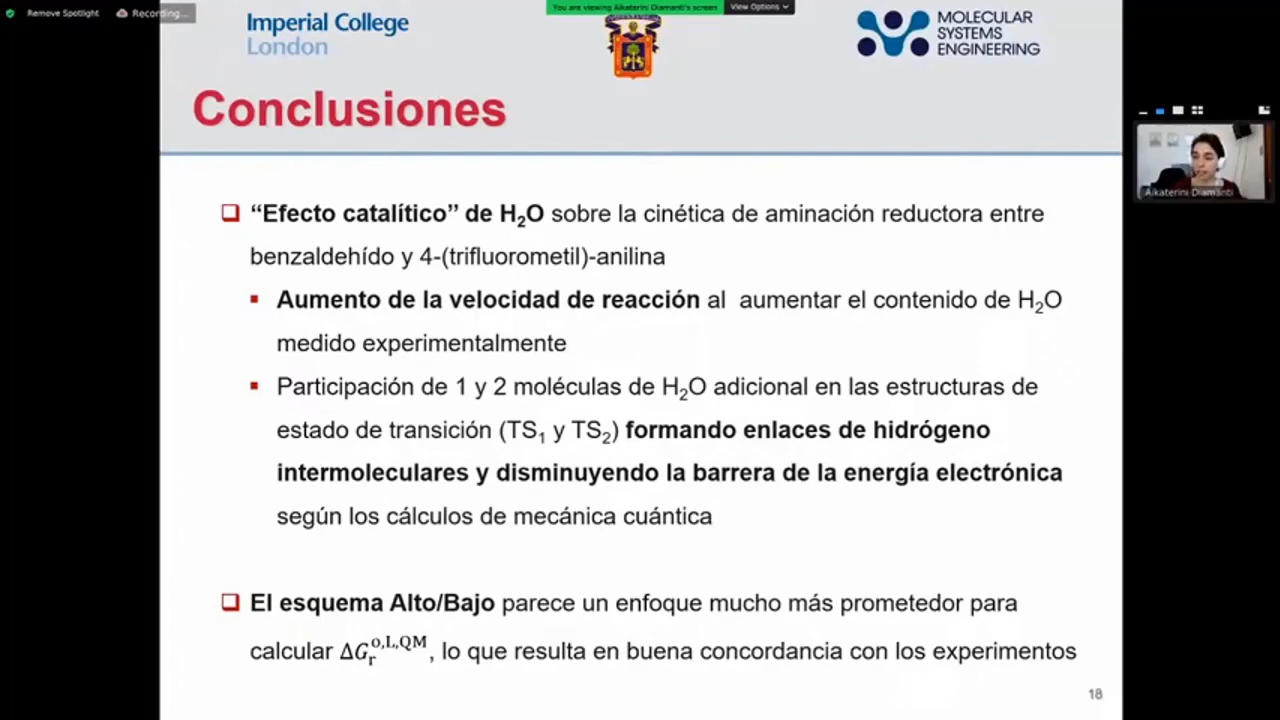 Remove Spotlight
Recording...
You are viewing Aikaterini Diamanti's screen
View Options
Imperial College
London
MOLECULAR
SYSTEMS
ENGINEERING
Conclusiones
“Efecto catalítico” de H₂O sobre la cinética de aminación reductora entre
benzaldehído y 4-(trifluorometil)-anilina
Aumento de la velocidad de reacción al aumentar el contenido de H₂O
medido experimentalmente
Participación de 1 y 2 moléculas de H₂O adicional en las estructuras de
estado de transición (TS₁ y TS₂) formando enlaces de hidrógeno
intermoleculares y disminuyendo la barrera de la energía electrónica
según los cálculos de mecánica cuántica
El esquema Alto/Bajo parece un enfoque mucho más prometedor para
calcular ΔG_r^{o,L,QM}, lo que resulta en buena concordancia con los experimentos
18
Aikaterini Diamanti